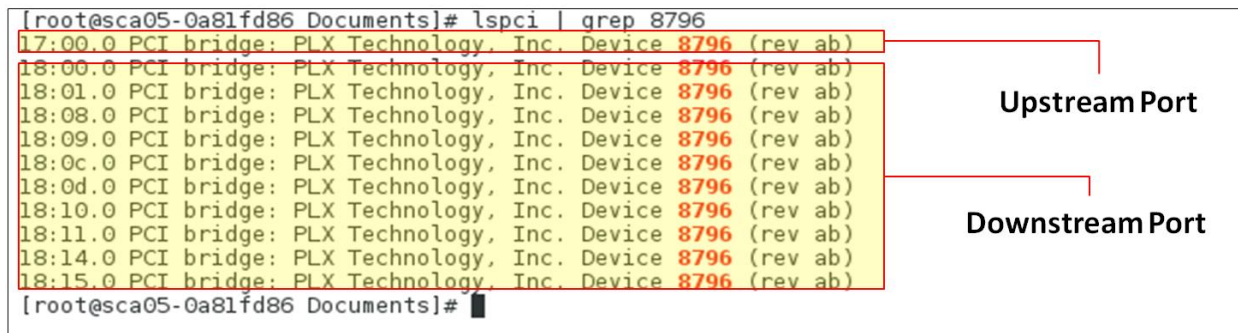 [root@sca05-0a81fd86 Documents]# lspci | grep 8796
17:00.0 PCI bridge: PLX Technology, Inc. Device 8796 (rev ab)
18:00.0 PCI bridge: PLX Technology, Inc. Device 8796 (rev ab)
18:01.0 PCI bridge: PLX Technology, Inc. Device 8796 (rev ab)
18:08.0 PCI bridge: PLX Technology, Inc. Device 8796 (rev ab)
18:09.0 PCI bridge: PLX Technology, Inc. Device 8796 (rev ab)
18:0c.0 PCI bridge: PLX Technology, Inc. Device 8796 (rev ab)
18:0d.0 PCI bridge: PLX Technology, Inc. Device 8796 (rev ab)
18:10.0 PCI bridge: PLX Technology, Inc. Device 8796 (rev ab)
18:11.0 PCI bridge: PLX Technology, Inc. Device 8796 (rev ab)
18:14.0 PCI bridge: PLX Technology, Inc. Device 8796 (rev ab)
18:15.0 PCI bridge: PLX Technology, Inc. Device 8796 (rev ab)
[root@sca05-0a81fd86 Documents]#
Upstream Port
Downstream Port